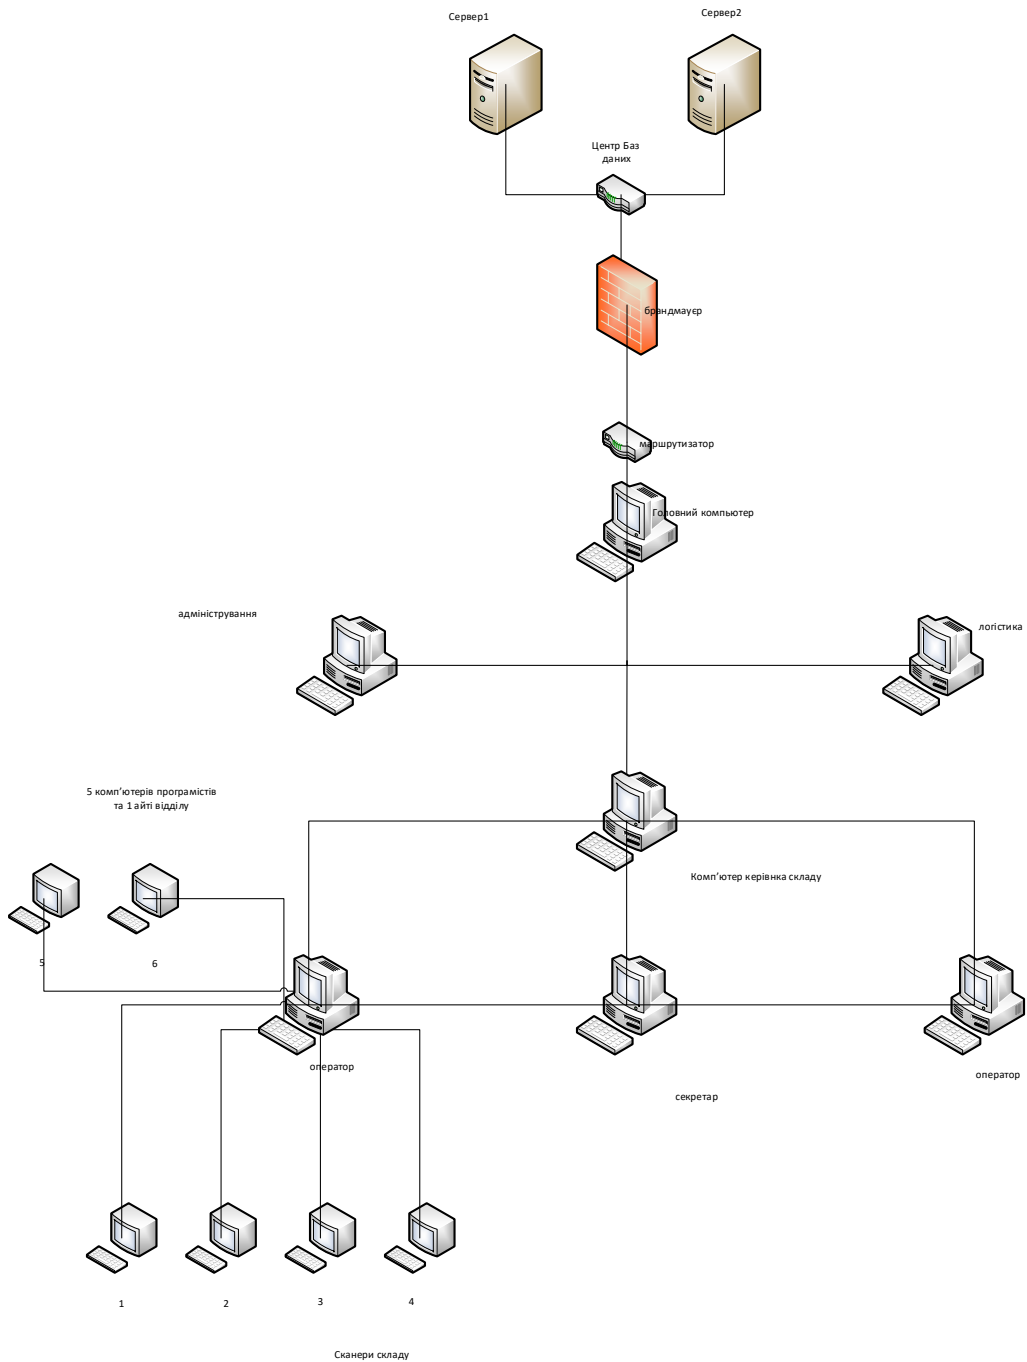 Сервер1
Сервер2
Центр Баз
даних
брандмауєр
маршрутизатор
Головний компьютер
адміністрування
логістика
5 комп’ютерів програмістів
та 1 айті відділу
Комп’ютер керівнка складу
5
6
оператор
оператор
секретар
1
2
3
4
Сканери складу